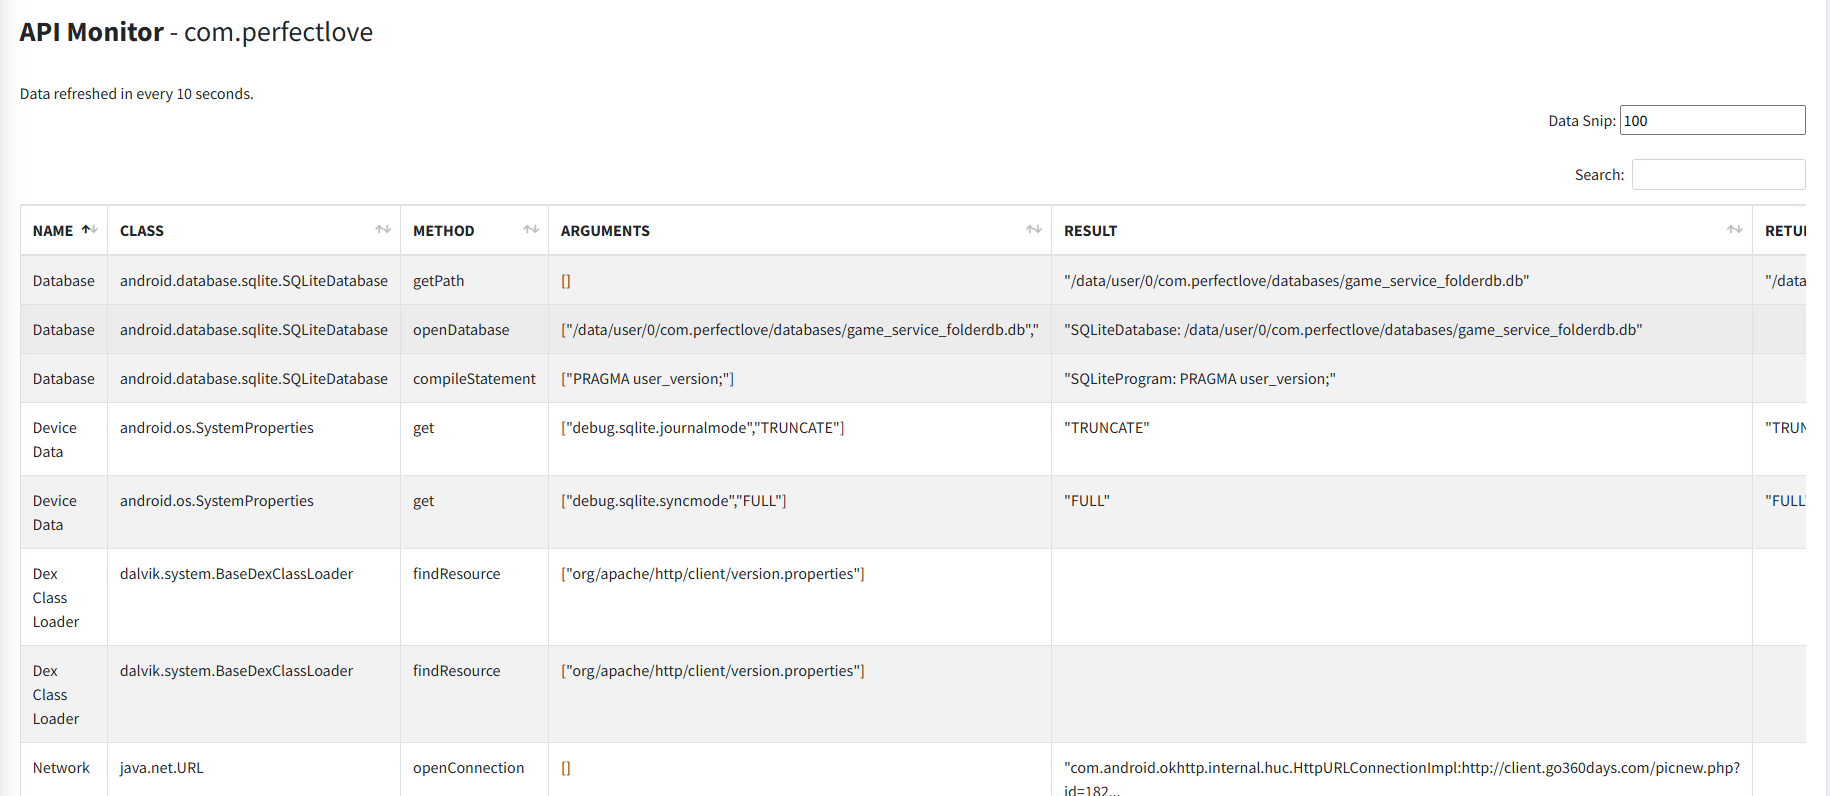 API Monitor - com.perfectlove
Data refreshed in every 10 seconds.
Data Snip: 100
Search:
NAME CLASS METHOD ARGUMENTS RESULT RETU
Database android.database.sqlite.SQLiteDatabase getPath [] "/data/user/0/com.perfectlove/databases/game_service_folderdb.db" "/data
Database android.database.sqlite.SQLiteDatabase openDatabase ["/data/user/0/com.perfectlove/databases/game_service_folderdb.db"," "SQLiteDatabase: /data/user/0/com.perfectlove/databases/game_service_folderdb.db"
Database android.database.sqlite.SQLiteDatabase compileStatement ["PRAGMA user_version;"] "SQLiteProgram: PRAGMA user_version;"
Device android.os.SystemProperties get ["debug.sqlite.journalmode","TRUNCATE"] "TRUNCATE" "TRUN
Data
Device android.os.SystemProperties get ["debug.sqlite.syncmode","FULL"] "FULL" "FULL
Data
Dex dalvik.system.BaseDexClassLoader findResource ["org/apache/http/client/version.properties"]
Class
Loader
Dex dalvik.system.BaseDexClassLoader findResource ["org/apache/http/client/version.properties"]
Class
Loader
Network java.net.URL openConnection [] "com.android.okhttp.internal.huc.HttpURLConnectionImpl:http://client.go360days.com/picnew.php?
id=182...